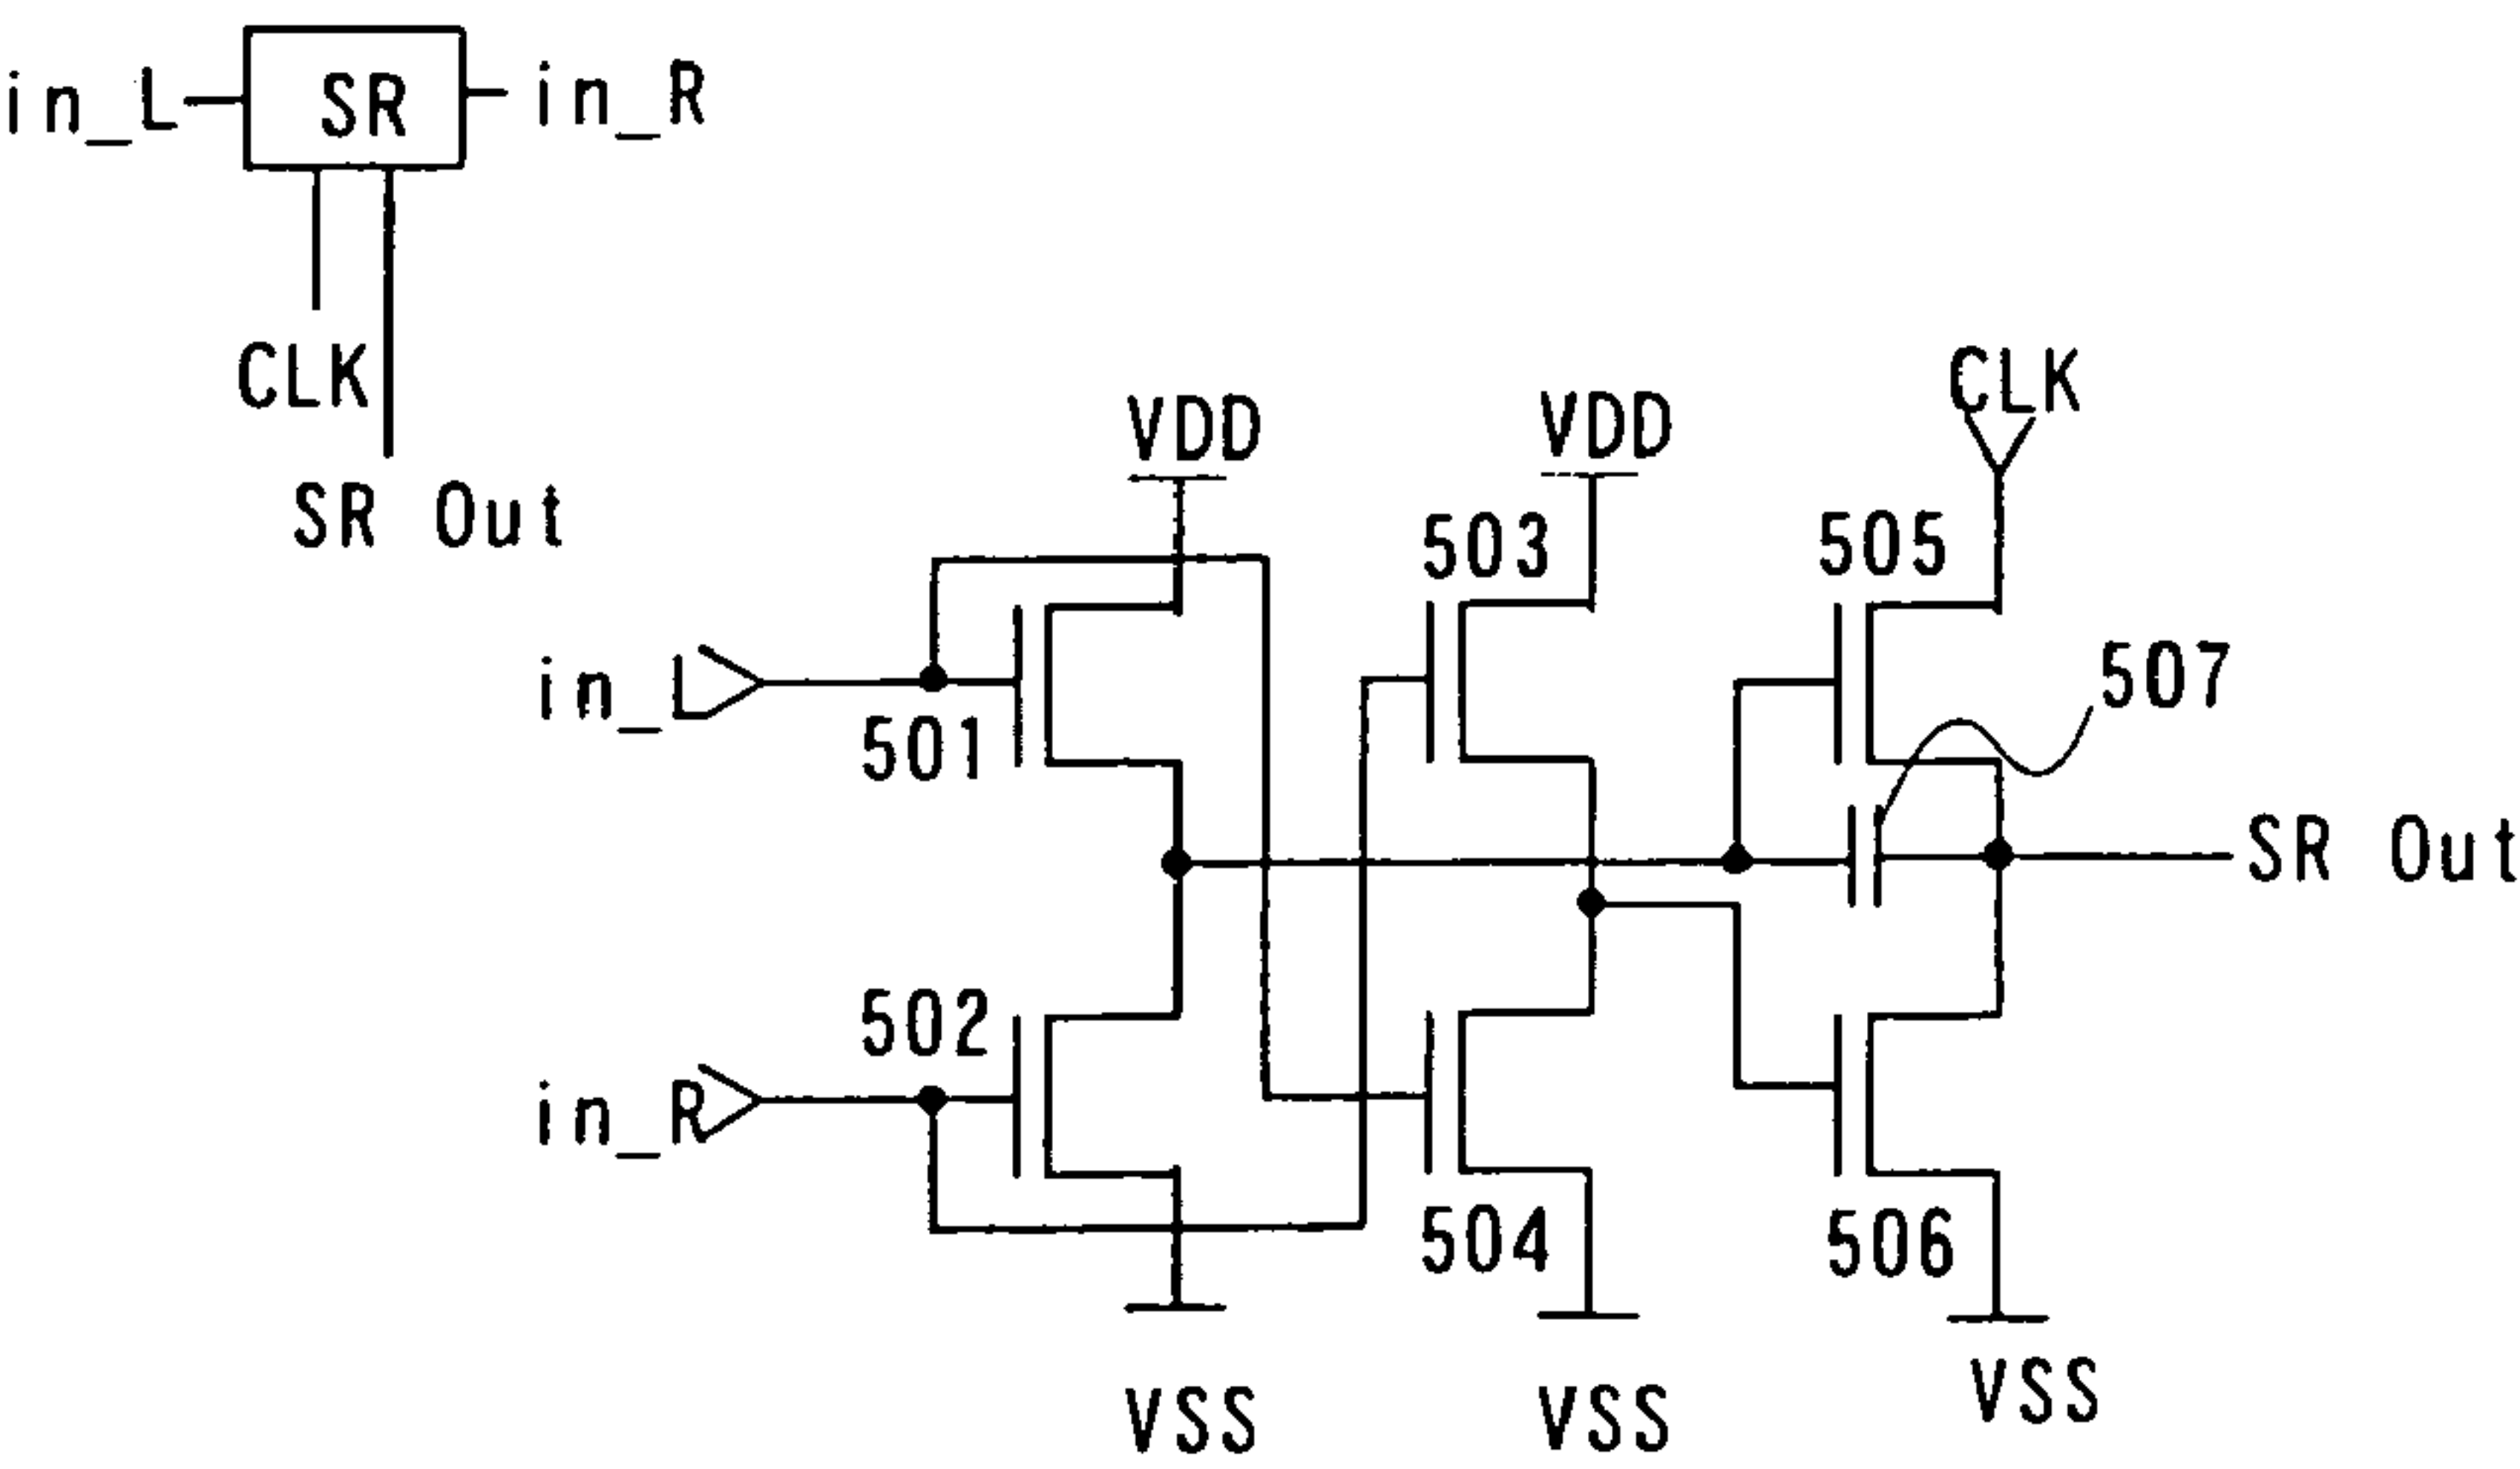 in_L SR in_R
CLK
SR Out
VDD VDD CLK
503 505
in_L
501
507
SR Out
502
in_R
504 506
VSS VSS VSS